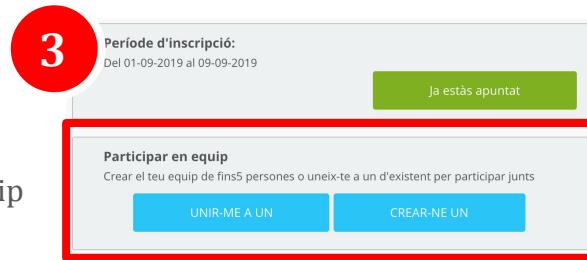 3
Període d'inscripció:
Del 01-09-2019 al 09-09-2019
Ja estàs apuntat
Participar en equip
Crear el teu equip de fins5 persones o uneix-te a un d'existent per participar junts
UNIR-ME A UN
CREAR-NE UN